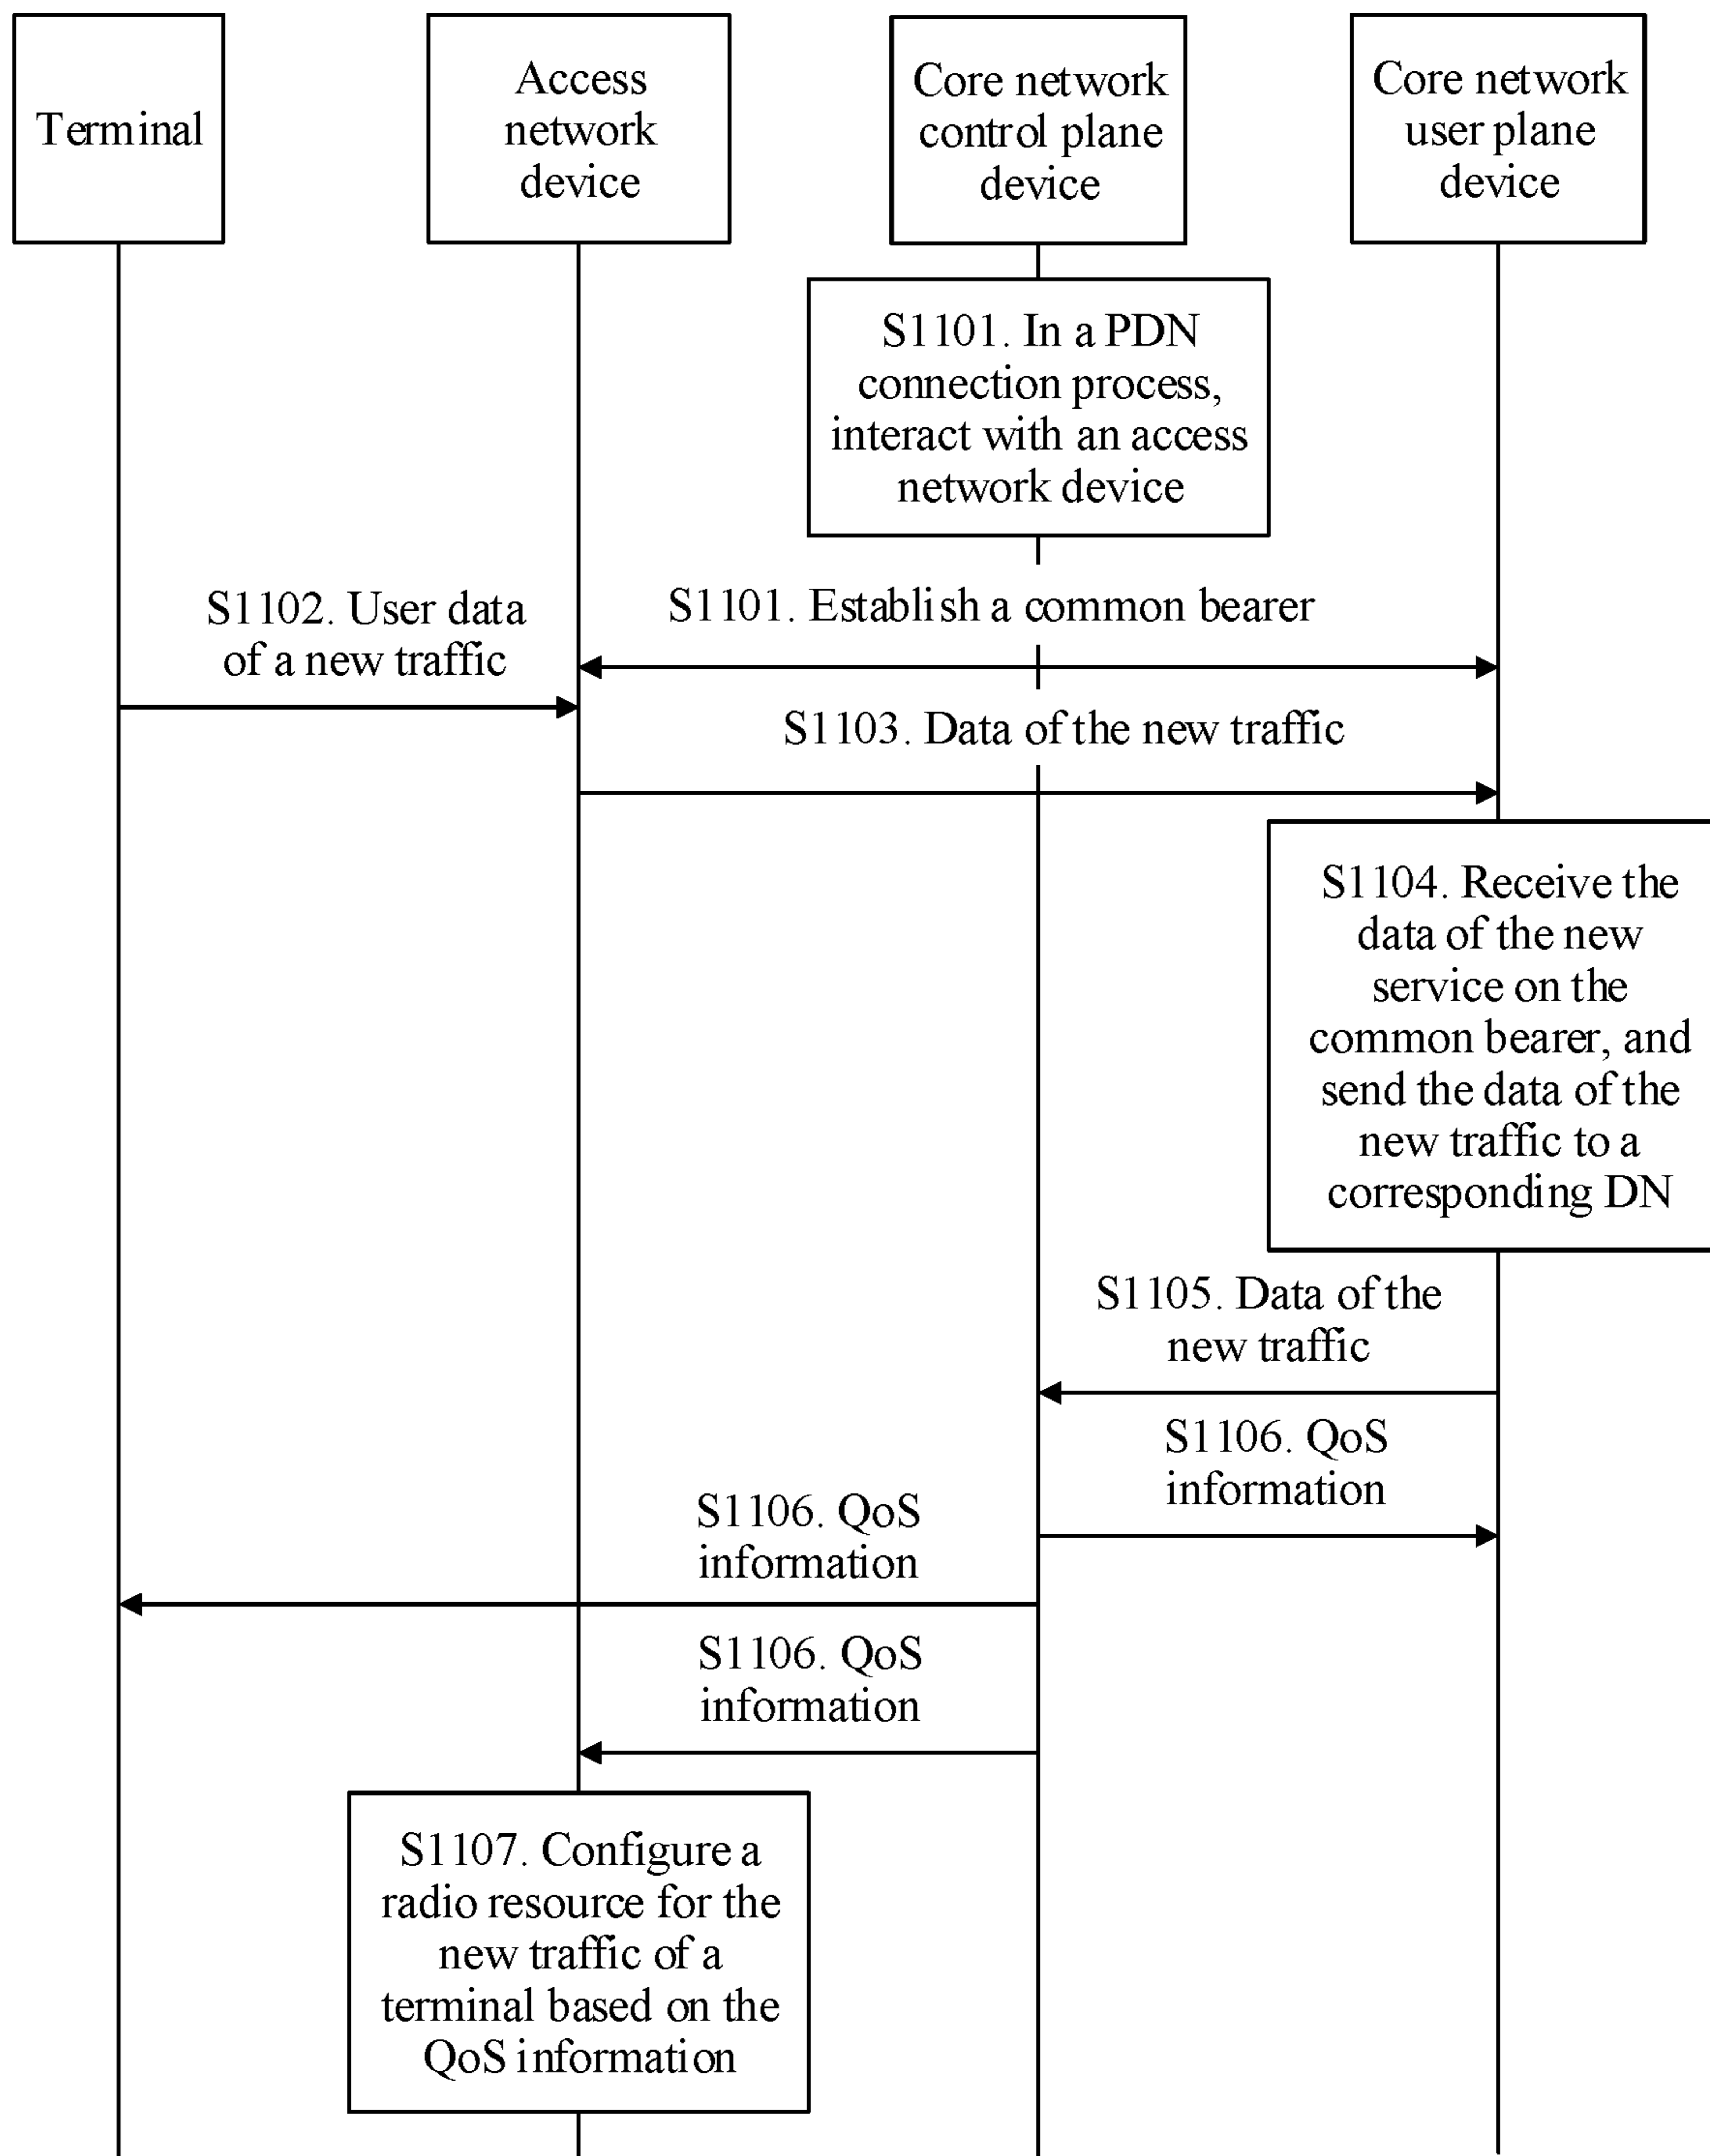 Terminal
Access
network
device
Core network
control plane
device
Core network
user plane
device
S1101. In a PDN
connection process,
interact with an access
network device
S1102. User data
of a new traffic
S1101. Establish a common bearer
S1103. Data of the new traffic
S1104. Receive the
data of the new
service on the
common bearer, and
send the data of the
new traffic to a
corresponding DN
S1105. Data of the
new traffic
S1106. QoS
information
S1106. QoS
information
S1106. QoS
information
S1107. Configure a
radio resource for the
new traffic of a
terminal based on the
QoS information